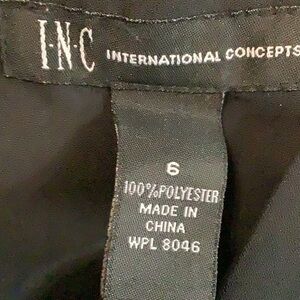 I·N·C INTERNATIONAL CONCEPTS
6
100% POLYESTER
MADE IN
CHINA
WPL 8046